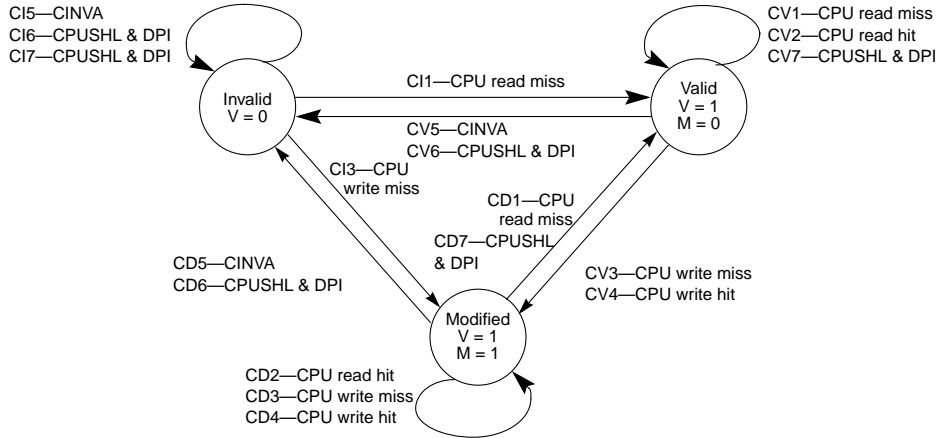 CI5—CINVA
CI6—CPUSHL & DPI
CI7—CPUSHL & DPI
CV1—CPU read miss
CV2—CPU read hit
CV7—CPUSHL & DPI
Invalid
V = 0
CI1—CPU read miss
Valid
V = 1
M = 0
CV5—CINVA
CV6—CPUSHL & DPI
CI3—CPU
write miss
CD1—CPU
read miss
CD7—CPUSHL
& DPI
CD5—CINVA
CD6—CPUSHL & DPI
CV3—CPU write miss
CV4—CPU write hit
Modified
V = 1
M = 1
CD2—CPU read hit
CD3—CPU write miss
CD4—CPU write hit